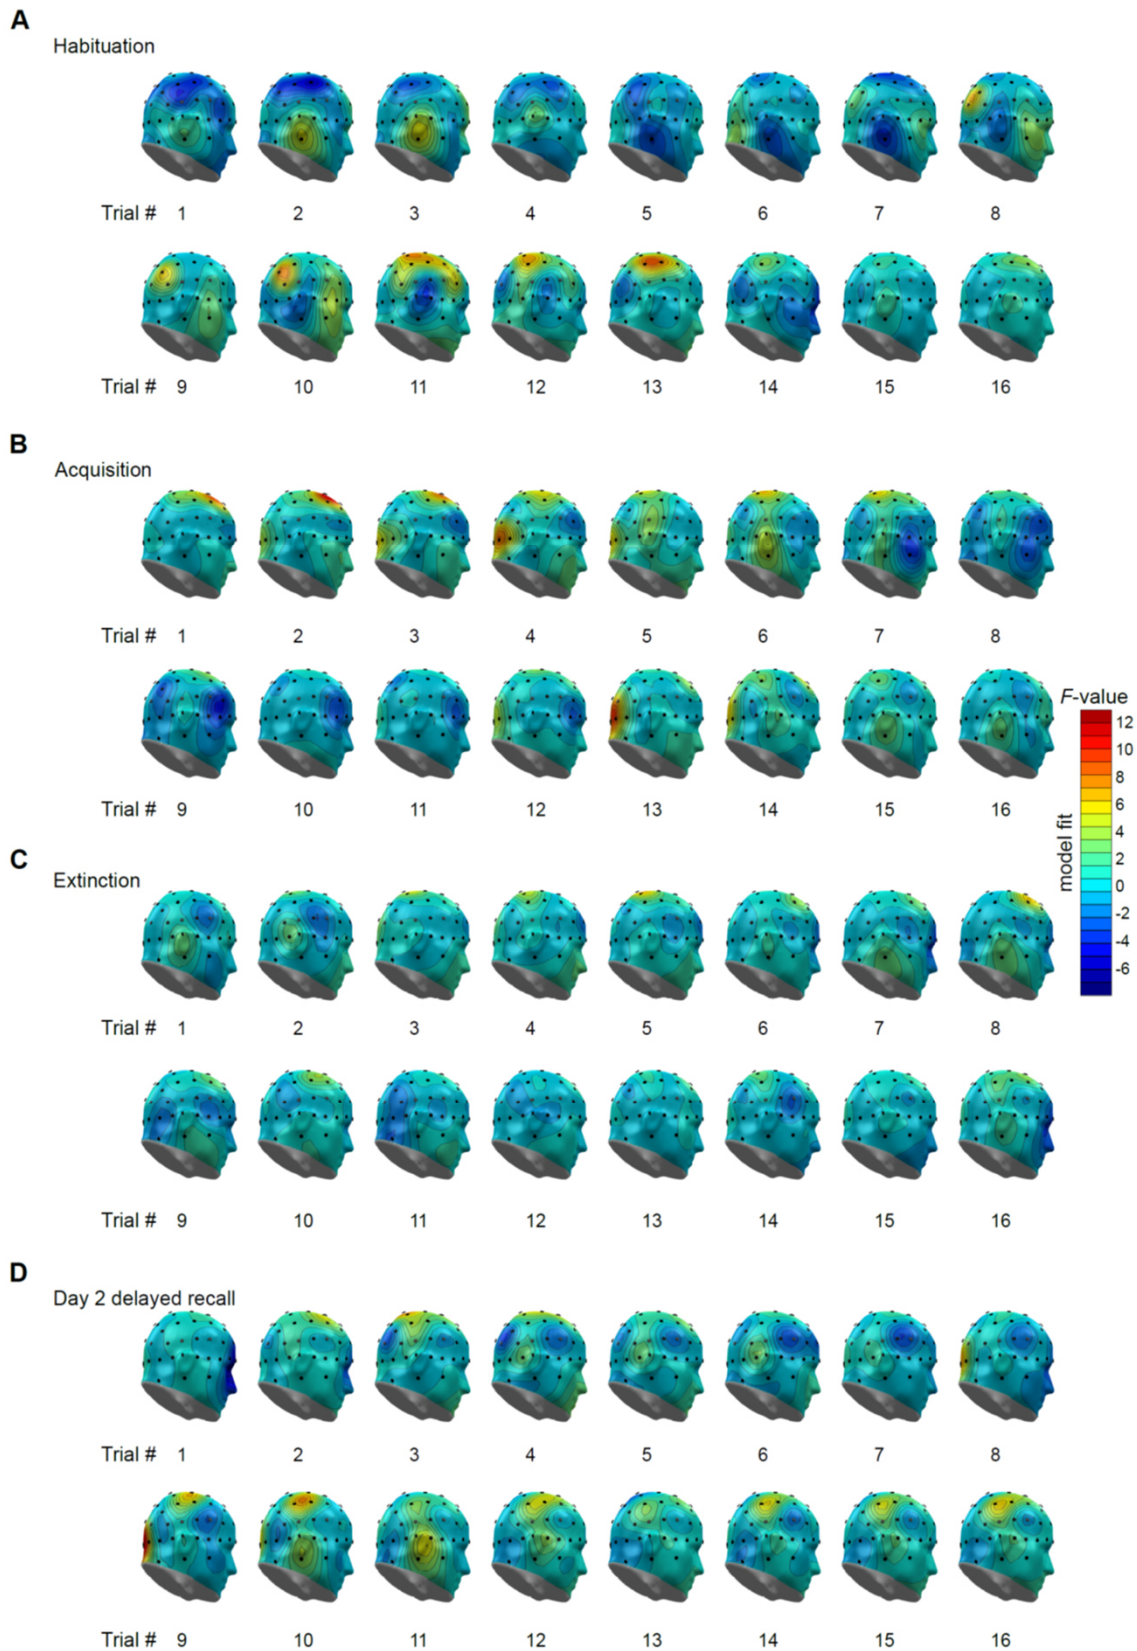 A
Habituation
Trial # 1 2 3 4 5 6 7 8
Trial # 9 10 11 12 13 14 15 16
B
Acquisition
Trial # 1 2 3 4 5 6 7 8
Trial # 9 10 11 12 13 14 15 16
F-value
model fit
12
10
8
6
4
2
0
-2
-4
-6
C
Extinction
Trial # 1 2 3 4 5 6 7 8
Trial # 9 10 11 12 13 14 15 16
D
Day 2 delayed recall
Trial # 1 2 3 4 5 6 7 8
Trial # 9 10 11 12 13 14 15 16